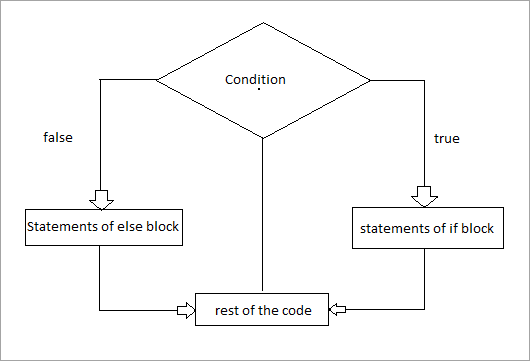 Condition
false
true
Statements of else block
statements of if block
rest of the code